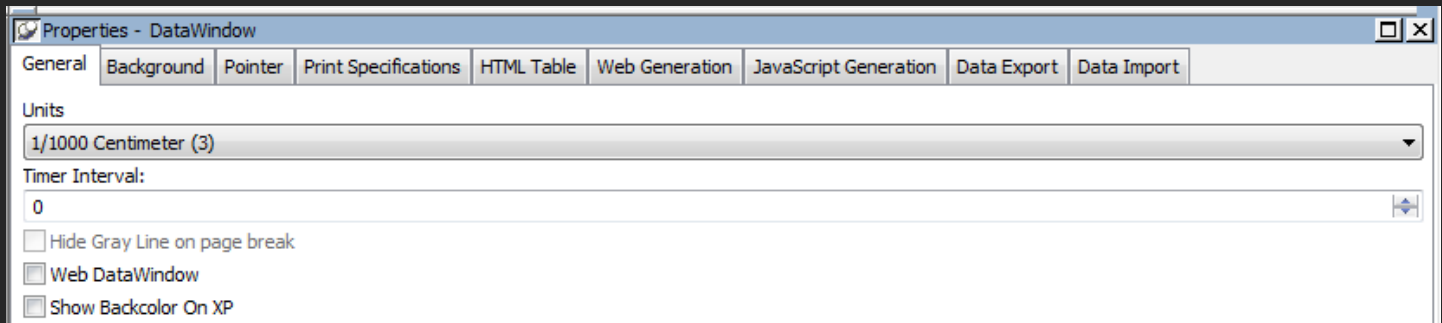 Properties - DataWindow
General Background Pointer Print Specifications HTML Table Web Generation JavaScript Generation Data Export Data Import
Units
1/1000 Centimeter (3)
Timer Interval:
0
Hide Gray Line on page break
Web DataWindow
Show Backcolor On XP